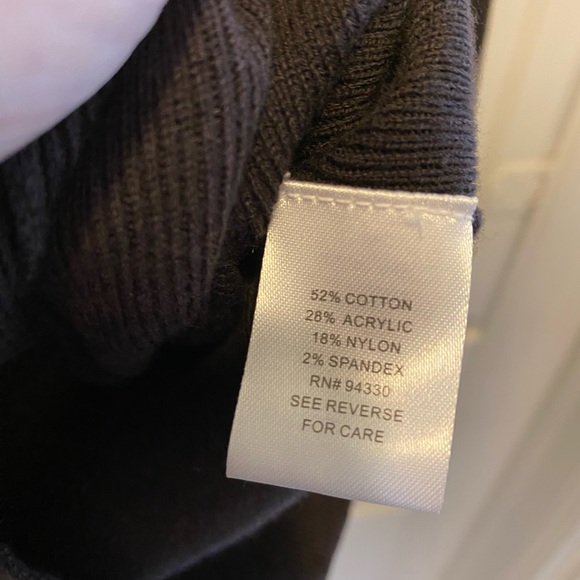 52% COTTON
28% ACRYLIC
18% NYLON
2% SPANDEX
RN# 94330
SEE REVERSE
FOR CARE